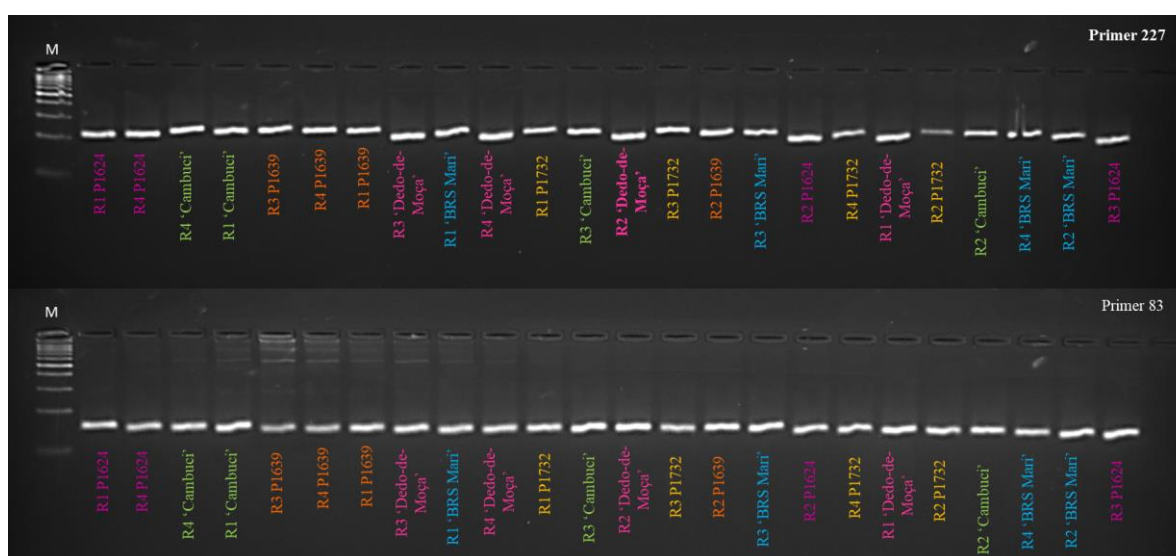 Primer 227
M
R1 P1624
R4 P1624
R4 ‘Cambuci’
R1 ‘Cambuci’
R3 P1639
R4 P1639
R1 P1639
R3 ‘Dedo-de-
Moça’
R1 ‘BRS Mari’
R4 ‘Dedo-de-
Moça’
R1 P1732
R3 ‘Cambuci’
R2 ‘Dedo-de-
Moça’
R3 P1732
R2 P1639
R3 ‘BRS Mari’
R2 P1624
R4 P1732
R1 ‘Dedo-de-
Moça’
R2 P1732
R2 ‘Cambuci’
R4 ‘BRS Mari’
R2 ‘BRS Mari’
R3 P1624
Primer 83
M
R1 P1624
R4 P1624
R4 ‘Cambuci’
R1 ‘Cambuci’
R3 P1639
R4 P1639
R1 P1639
R3 ‘Dedo-de-
Moça’
R1 ‘BRS Mari’
R4 ‘Dedo-de-
Moça’
R1 P1732
R3 ‘Cambuci’
R2 ‘Dedo-de-
Moça’
R3 P1732
R2 P1639
R3 ‘BRS Mari’
R2 P1624
R4 P1732
R1 ‘Dedo-de-
Moça’
R2 P1732
R2 ‘Cambuci’
R4 ‘BRS Mari’
R2 ‘BRS Mari’
R3 P1624